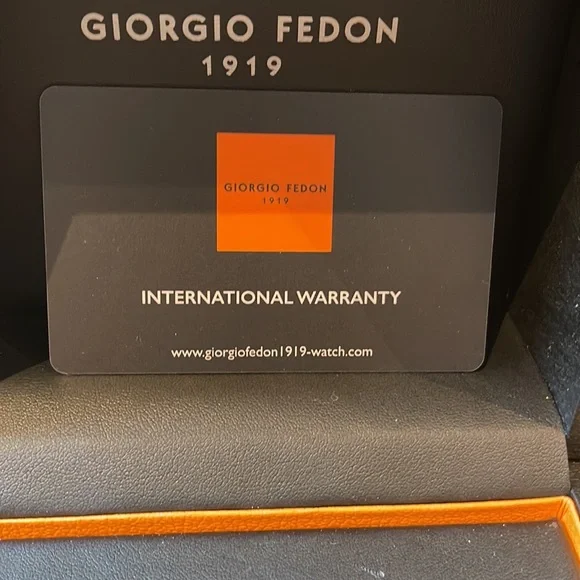 GIORGIO FEDON
1919
GIORGIO FEDON
1919
INTERNATIONAL WARRANTY
www.giorgiofedon1919-watch.com